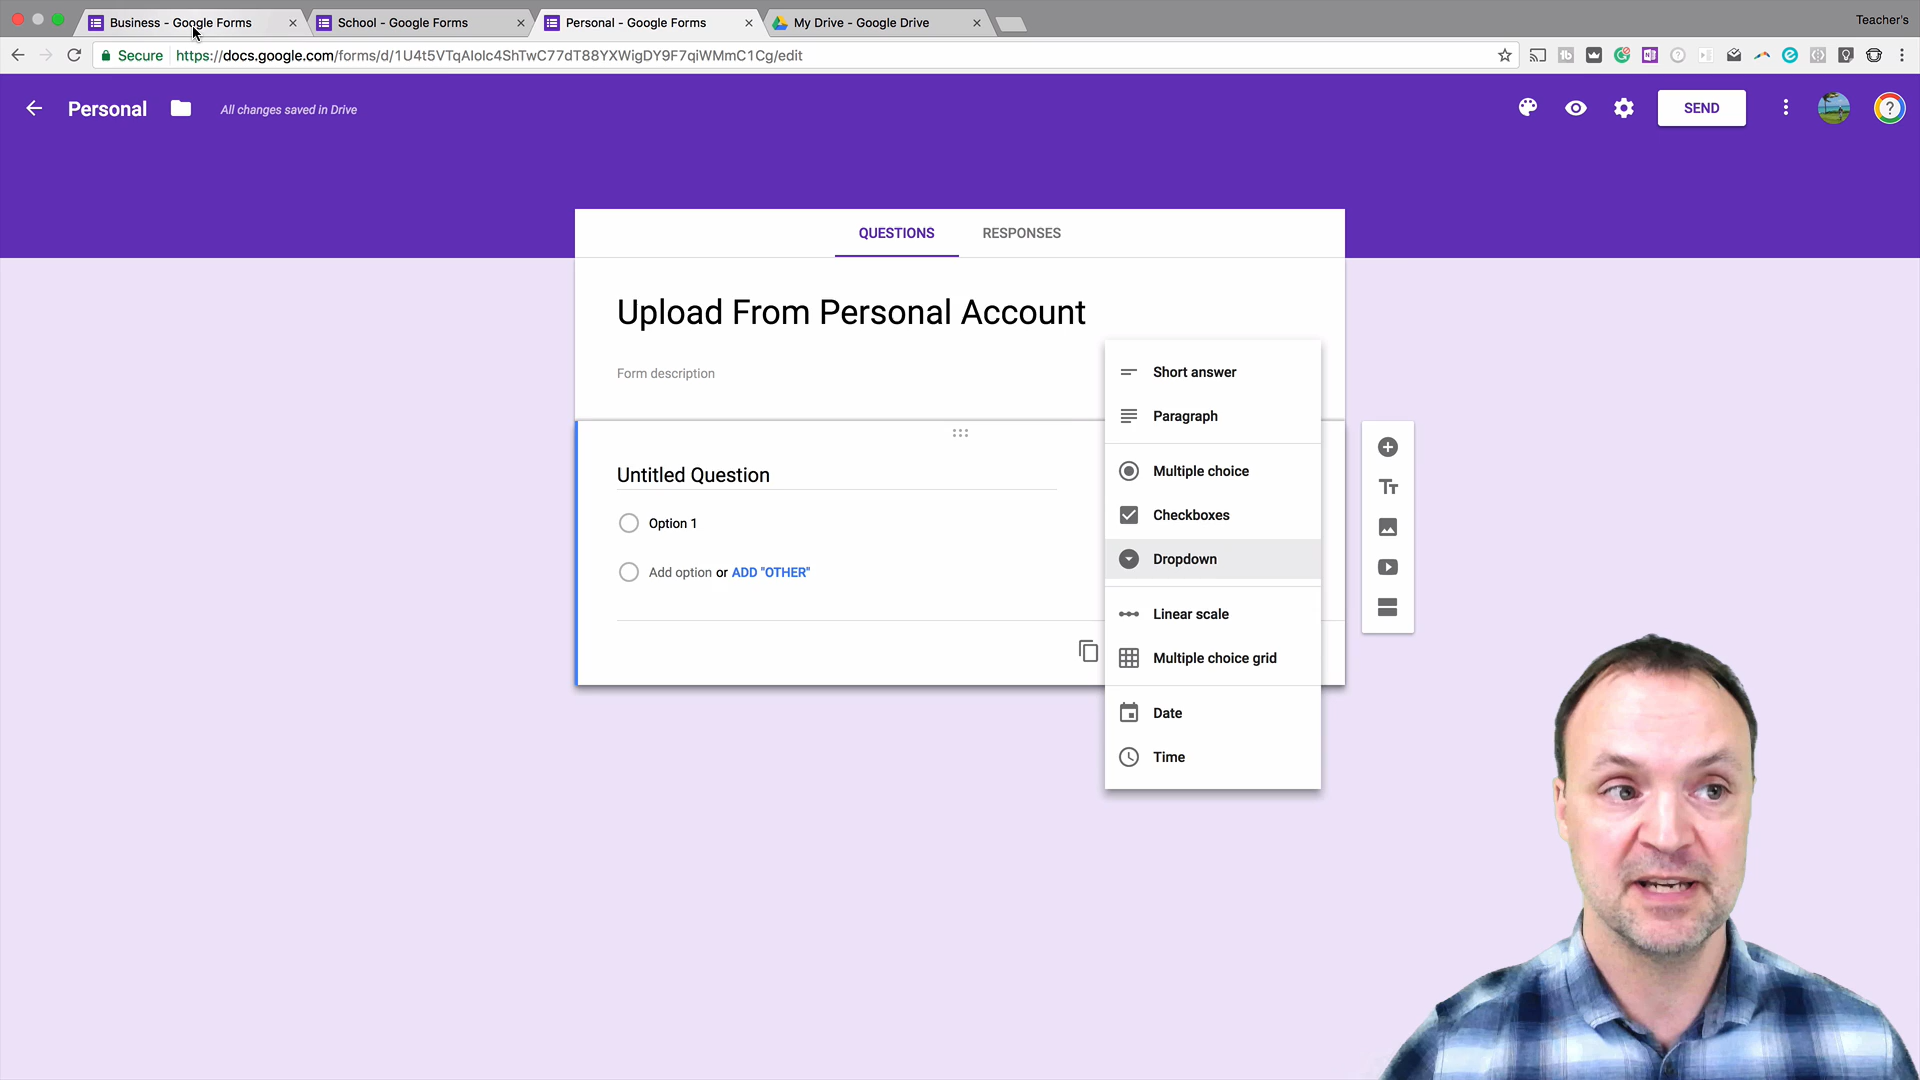 Business - Google Forms
School - Google Forms
Personal - Google Forms
My Drive - Google Drive
Teacher's
Secure
https://docs.google.com/forms/d/1U4t5VTqAIolc4ShTwC77dT88YXWigDY9F7qiWMmC1Cg/edit
Personal
All changes saved in Drive
SEND
QUESTIONS
RESPONSES
Upload From Personal Account
Form description
Untitled Question
Option 1
Add option or ADD "OTHER"
Short answer
Paragraph
Multiple choice
Checkboxes
Dropdown
Linear scale
Multiple choice grid
Date
Time